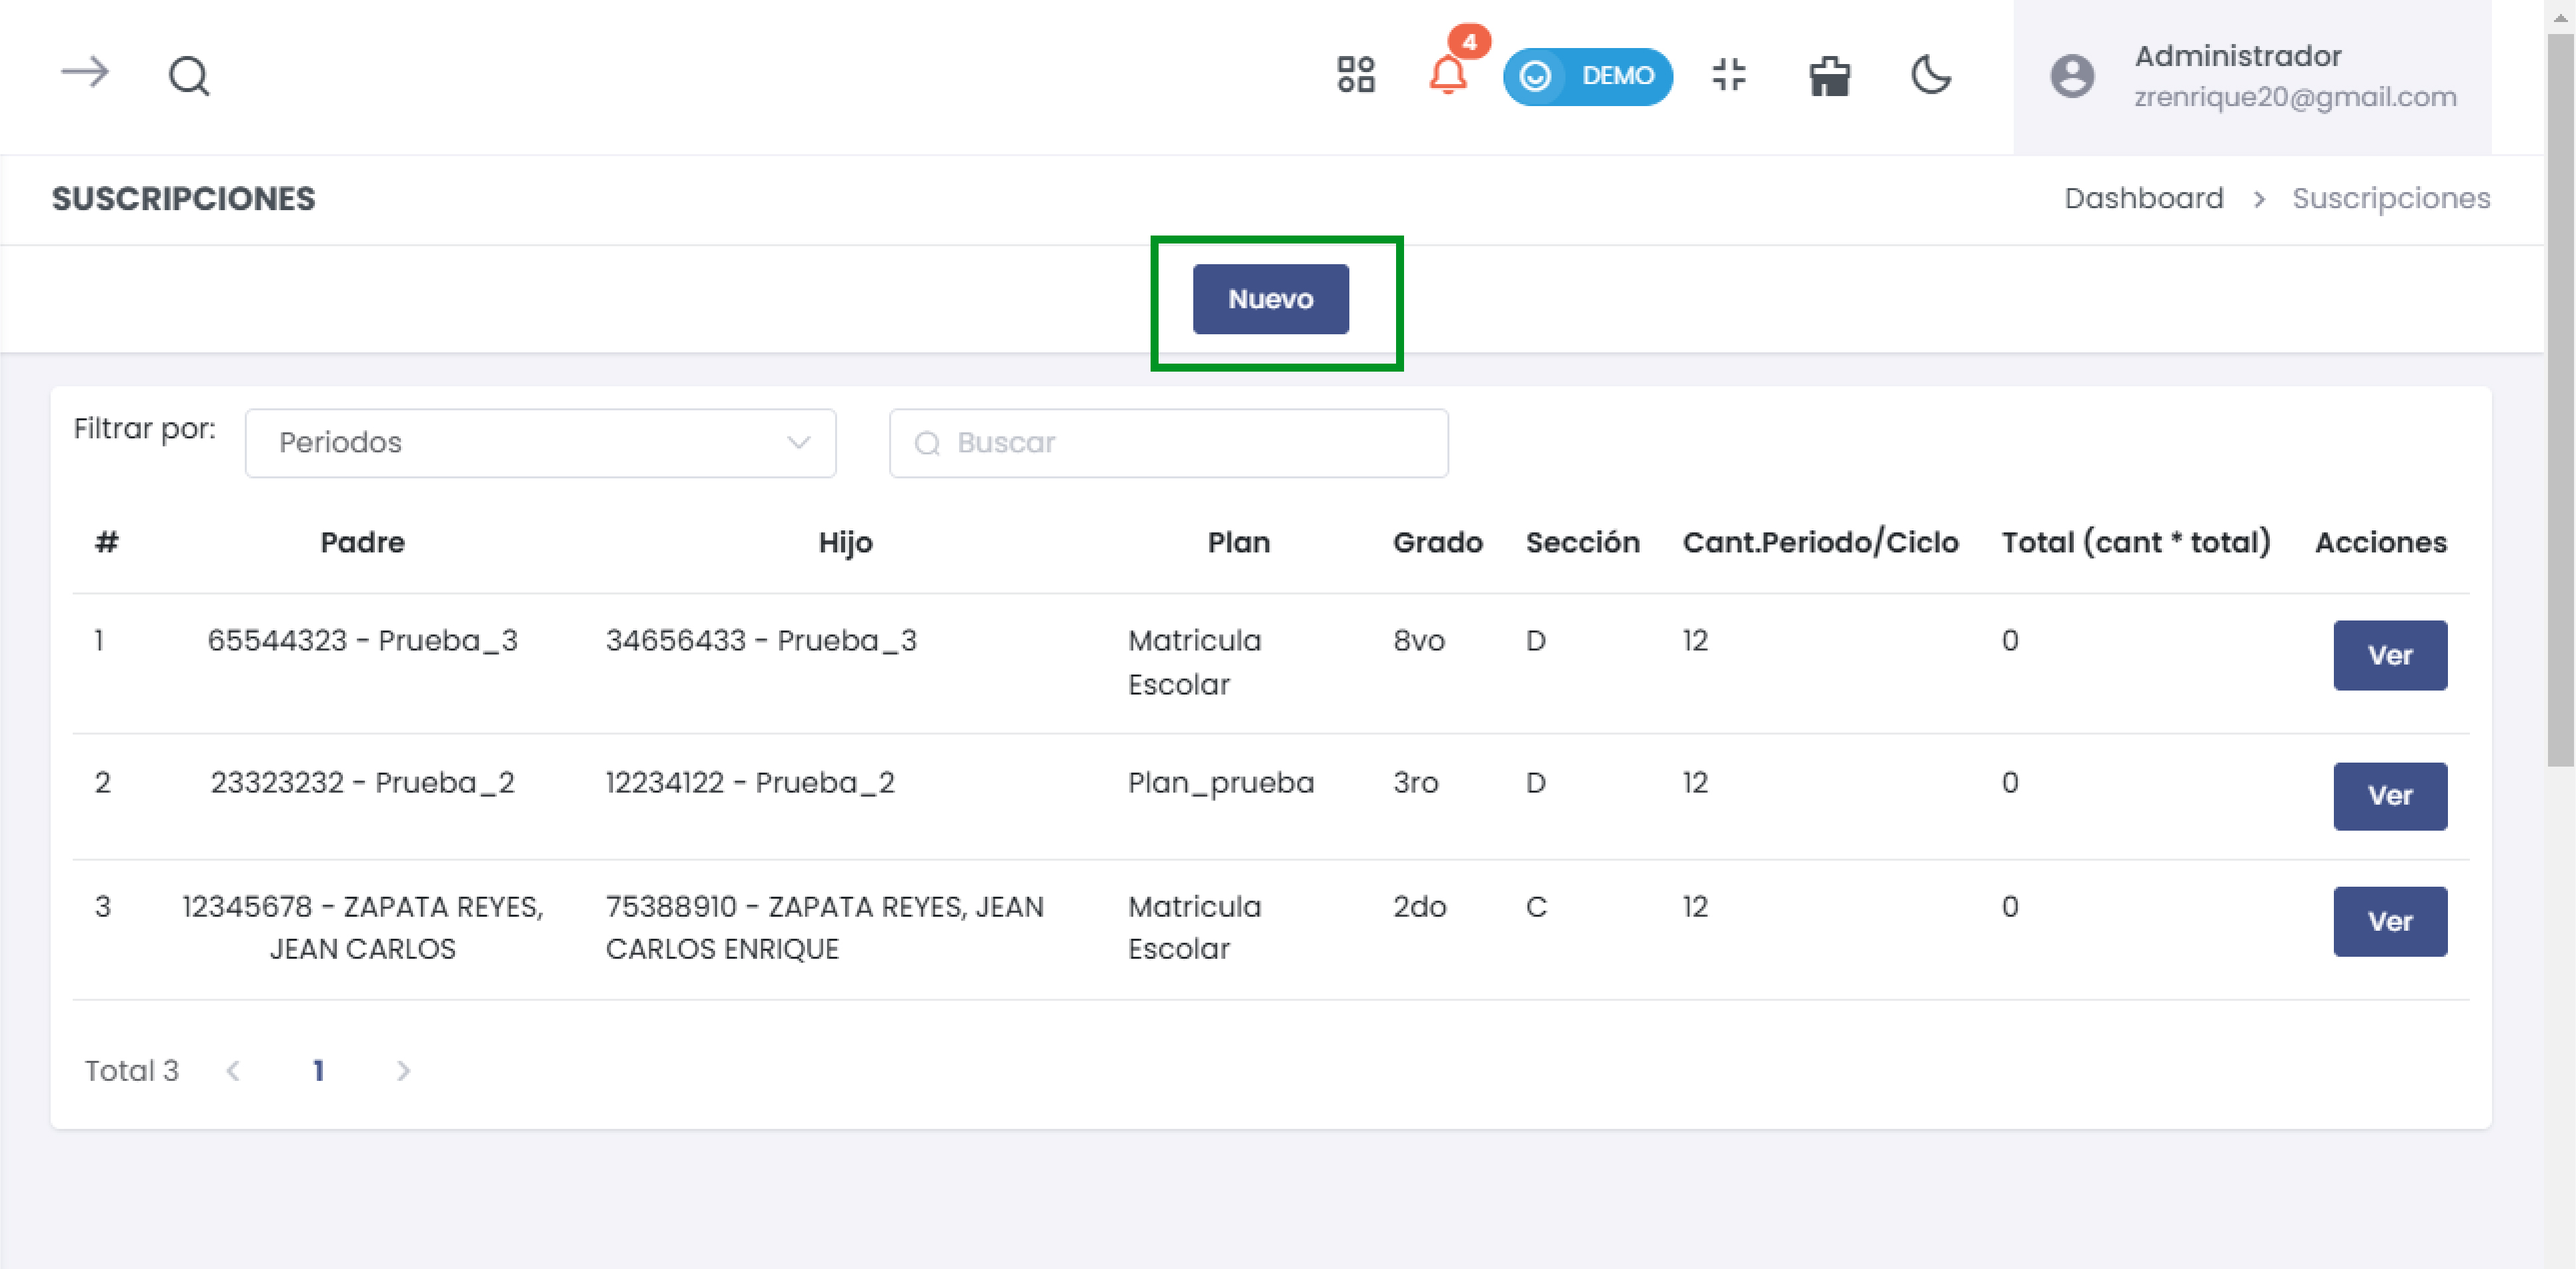 4
DEMO
Administrador
zrenrique20@gmail.com
SUSCRIPCIONES
Dashboard > Suscripciones
Nuevo
Filtrar por: Periodos Buscar
# Padre Hijo Plan Grado Sección Cant.Periodo/Ciclo Total (cant * total) Acciones
1 65544323 - Prueba_3 34656433 - Prueba_3 Matricula 8vo D 12 0 Ver
Escolar
2 23323232 - Prueba_2 12234122 - Prueba_2 Plan_prueba 3ro D 12 0 Ver
3 12345678 - ZAPATA REYES, 75388910 - ZAPATA REYES, JEAN Matricula 2do C 12 0 Ver
JEAN CARLOS CARLOS ENRIQUE Escolar
Total 3 < 1 >